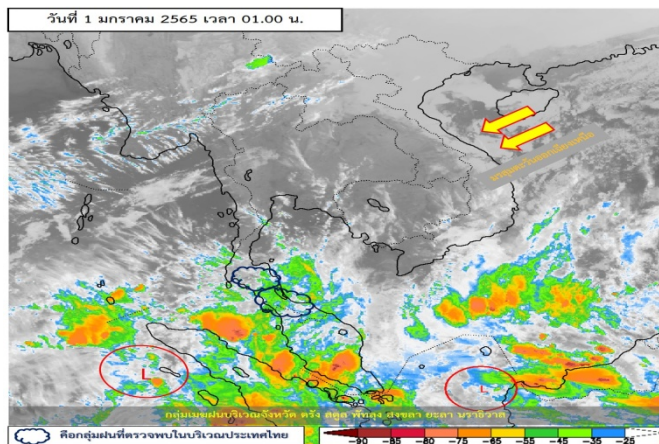 วันที่ 1 มกราคม 2565 เวลา 01.00 น.
มรสุมตะวันออกเฉียงเหนือ
L
L
กลุ่มเมฆฝนบริเวณจังหวัด ตรัง สตูล พัทลุง สงขลา ยะลา นราธิวาส
คือกลุ่มฝนที่ตรวจพบในบริเวณประเทศไทย
-90 -85 -80 -75 -65 -55 -45 -35 -25